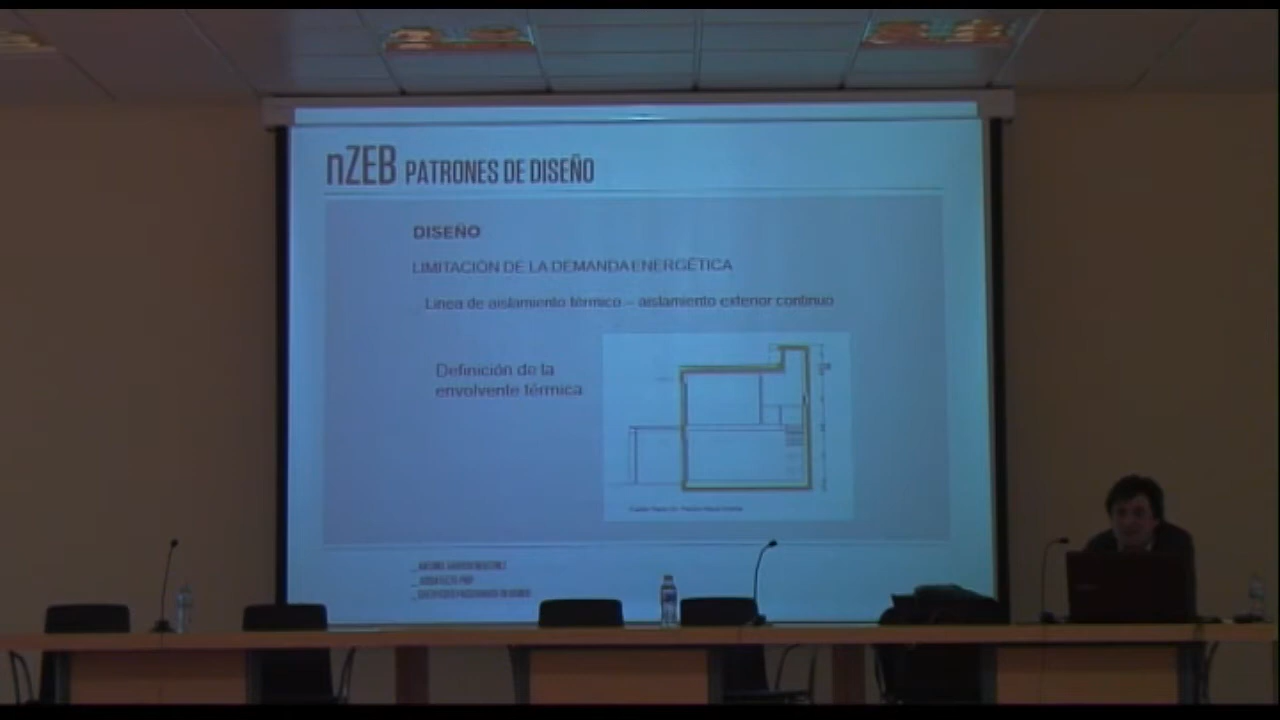 nZEB PATRONES DE DISEÑO
DISEÑO
LIMITACIÓN DE LA DEMANDA ENERGÉTICA
Linea de aislamiento térmico – aislamiento exterior continuo
Definición de la
envolvente térmica